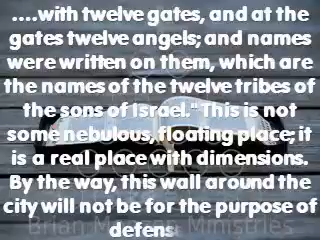 ....with twelve gates, and at the
gates twelve angels; and names
were written on them, which are
the names of the twelve tribes of
the sons of Israel." This is not
some nebulous, floating place; it
is a real place with dimensions.
By the way, this wall around the
city will not be for the purpose of
defens
Brian Ministries